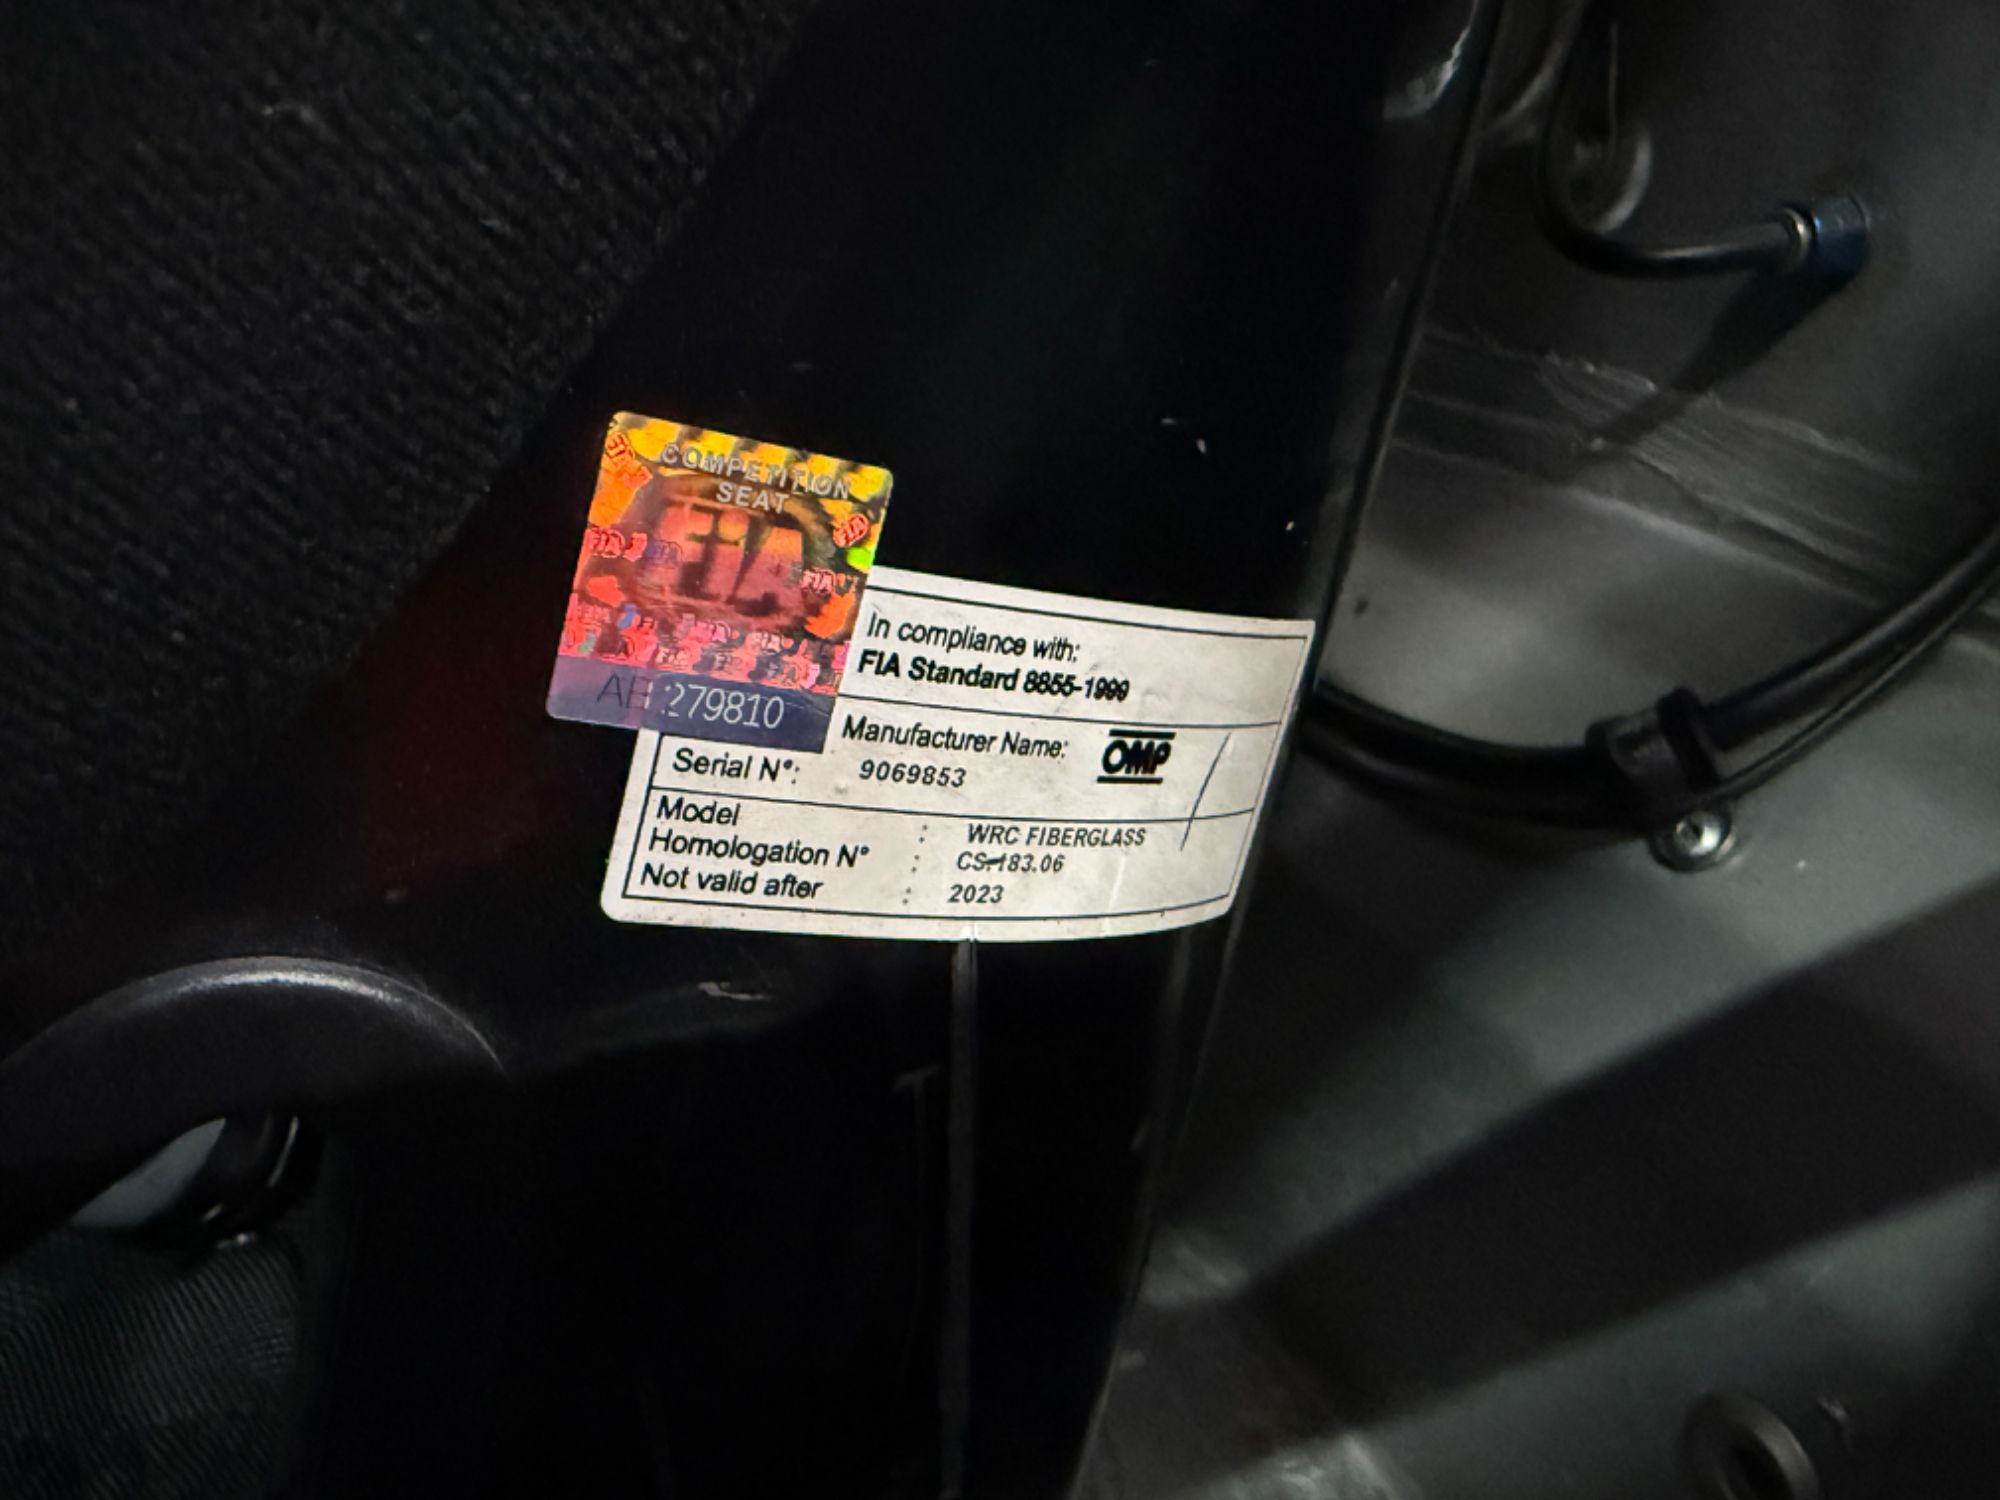 COMPETITION
SEAT
FIA
AE 279810
In compliance with:
FIA Standard 8855-1999
Manufacturer Name: OMP
Serial N°: 9069853
Model : WRC FIBERGLASS
Homologation N° : CS.183.06
Not valid after : 2023